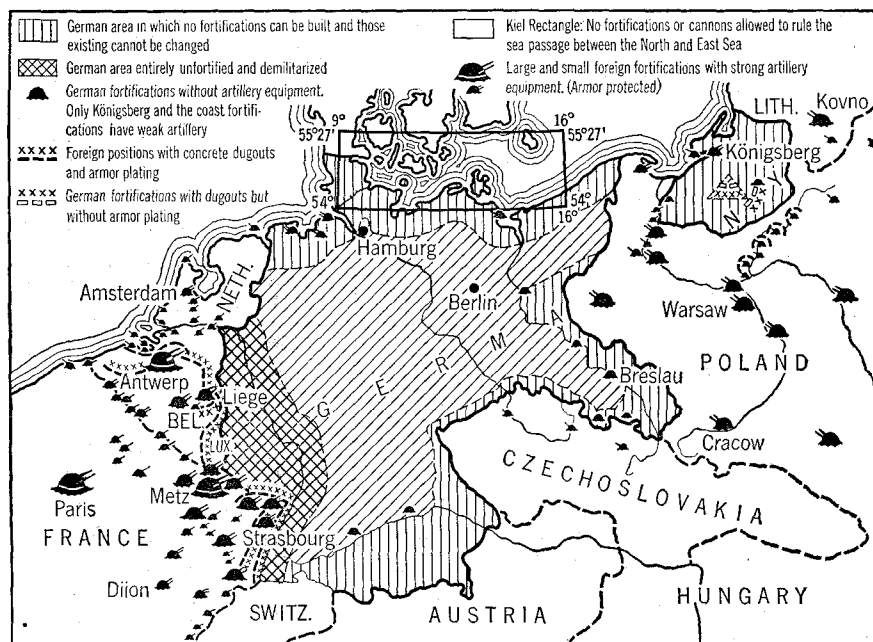 German area in which no fortifications can be built and those
existing cannot be changed
German area entirely unfortified and demilitarized
German fortifications without artillery equipment.
Only Königsberg and the coast fortifi-
cations have weak artillery
Foreign positions with concrete dugouts
and armor plating
German fortifications with dugouts but
without armor plating
Kiel Rectangle: No fortifications or cannons allowed to rule the
sea passage between the North and East Sea
Large and small foreign fortifications with strong artillery
equipment. (Armor protected)
9°
55°27'
16°
55°27'
54°
54°
16°
LITH.
Kovno
Königsberg
Hamburg
Amsterdam
NETH.
Berlin
Warsaw
POLAND
GERMANY
Antwerp
Liege
BEL.
LUX.
Breslau
Cracow
CZECHOSLOVAKIA
Metz
Paris
FRANCE
Strasbourg
Dijon
SWITZ.
AUSTRIA
HUNGARY